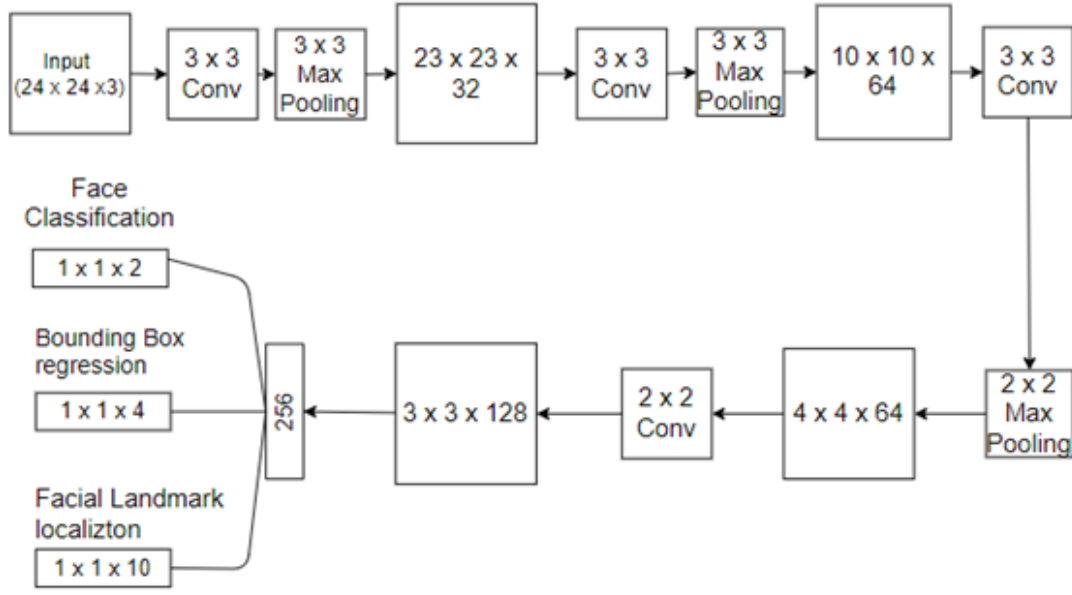 Input
(24 x 24 x3)
3 x 3
Conv
3 x 3
Max
Pooling
23 x 23 x
32
3 x 3
Conv
3 x 3
Max
Pooling
10 x 10 x
64
3 x 3
Conv
2 x 2
Max
Pooling
4 x 4 x 64
2 x 2
Conv
3 x 3 x 128
256
Face
Classification
1 x 1 x 2
Bounding Box
regression
1 x 1 x 4
Facial Landmark
localizton
1 x 1 x 10